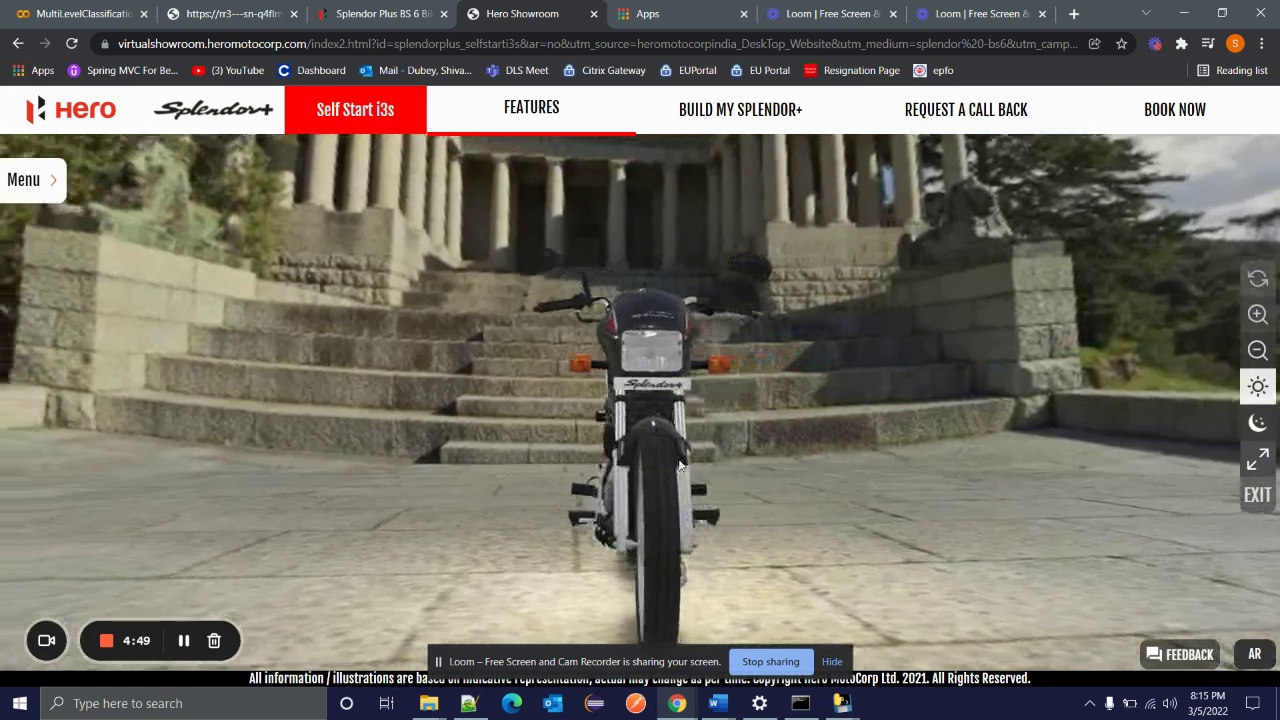 MultiLevelClassificatio
https://rr3---sn-q4flrn
Splendor Plus BS 6 Bik
Hero Showroom
Apps
Loom | Free Screen &
Loom | Free Screen &
virtualshowroom.heromotocorp.com/index2.html?id=splendorplus_selfstarti3s&at=no&utm_source=heromotocorpindia_DeskTop_Website&utm_medium=splendor%20-bs6&utm_camp...
S
Apps
Spring MVC For Be...
(3) YouTube
Dashboard
Mail - Dubey, Shiva...
DLS Moet
Citrix Gateway
EUPortal
EU Portal
Resignation Page
epfo
Reading list
Hero
Splendor+
Self Start i3s
FEATURES
BUILD MY SPLENDOR+
REQUEST A CALL BACK
BOOK NOW
Menu
Splendor+
EXIT
4:49
Loom – Free Screen and Cam Recorder is sharing your screen.
Stop sharing
Hide
FEEDBACK
AR
All information / illustrations are based on indicative representation, actual may change as per time. Copyright Hero MotoCorp Ltd. 2021. All Rights Reserved.
Type here to search
8:15 PM
3/5/2022